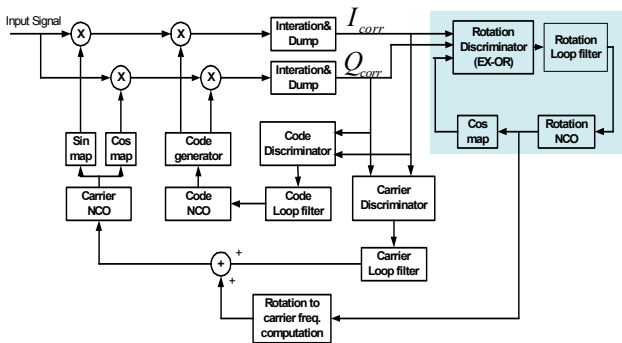 Input Signal
X
X
Interation&
Dump
I corr
X
X
Interation&
Dump
Q corr
Rotation
Discriminator
(EX-OR)
Rotation
Loop filter
Cos
map
Rotation
NCO
Sin
map
Cos
map
Code
generator
Code
Discriminator
Carrier
NCO
Code
NCO
Code
Loop filter
Carrier
Discriminator
+
+
+
Carrier
Loop filter
Rotation to
carrier freq.
computation